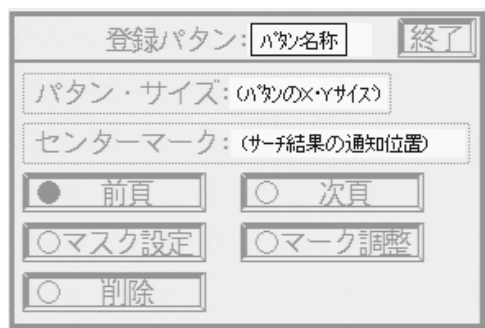 登録パタン:ﾊﾟﾀﾝ名称 終了
パタン・サイズ:(ﾊﾟﾀﾝのX・Yサイズ)
センターマーク:(サーチ結果の通知位置)
● 前頁 ○ 次頁
○マスク設定 ○マーク調整
○ 削除